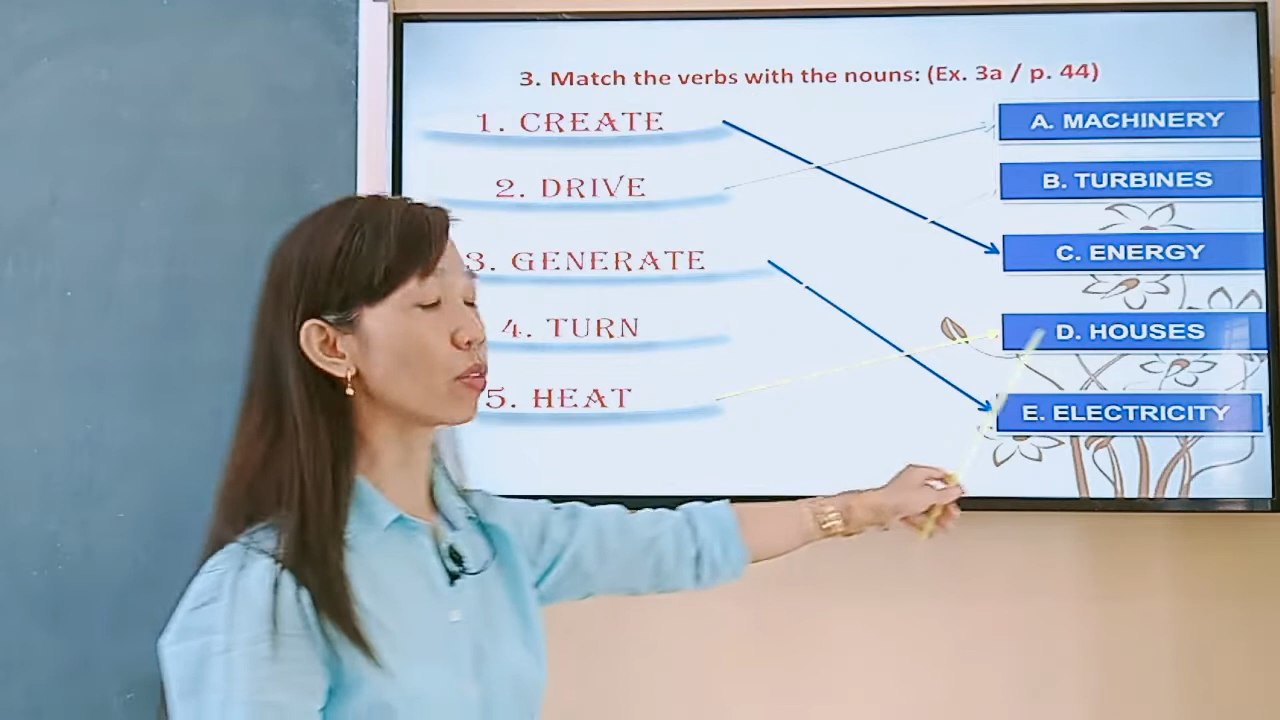 3. Match the verbs with the nouns: (Ex. 3a / p. 44)
1. CREATE
A. MACHINERY
2. DRIVE
B. TURBINES
3. GENERATE
C. ENERGY
4. TURN
D. HOUSES
5. HEAT
E. ELECTRICITY